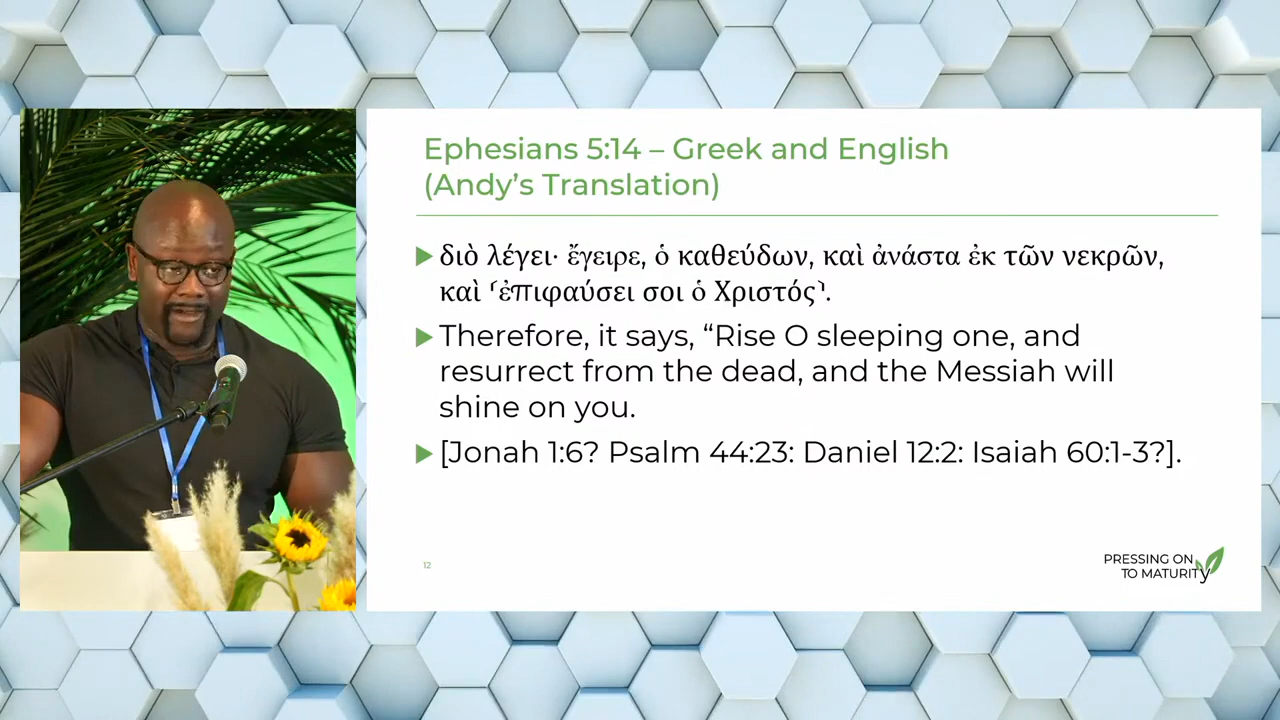 Ephesians 5:14 – Greek and English
(Andy's Translation)
διὸ λέγει· ἔγειρε, ὁ καθεύδων, καὶ ἀνάστα ἐκ τῶν νεκρῶν,
καὶ ⸂ἐπιφαύσει σοι ὁ Χριστός⸃.
Therefore, it says, “Rise O sleeping one, and
resurrect from the dead, and the Messiah will
shine on you.
[Jonah 1:6? Psalm 44:23: Daniel 12:2: Isaiah 60:1-3?].
12
PRESSING ON
TO MATURITY